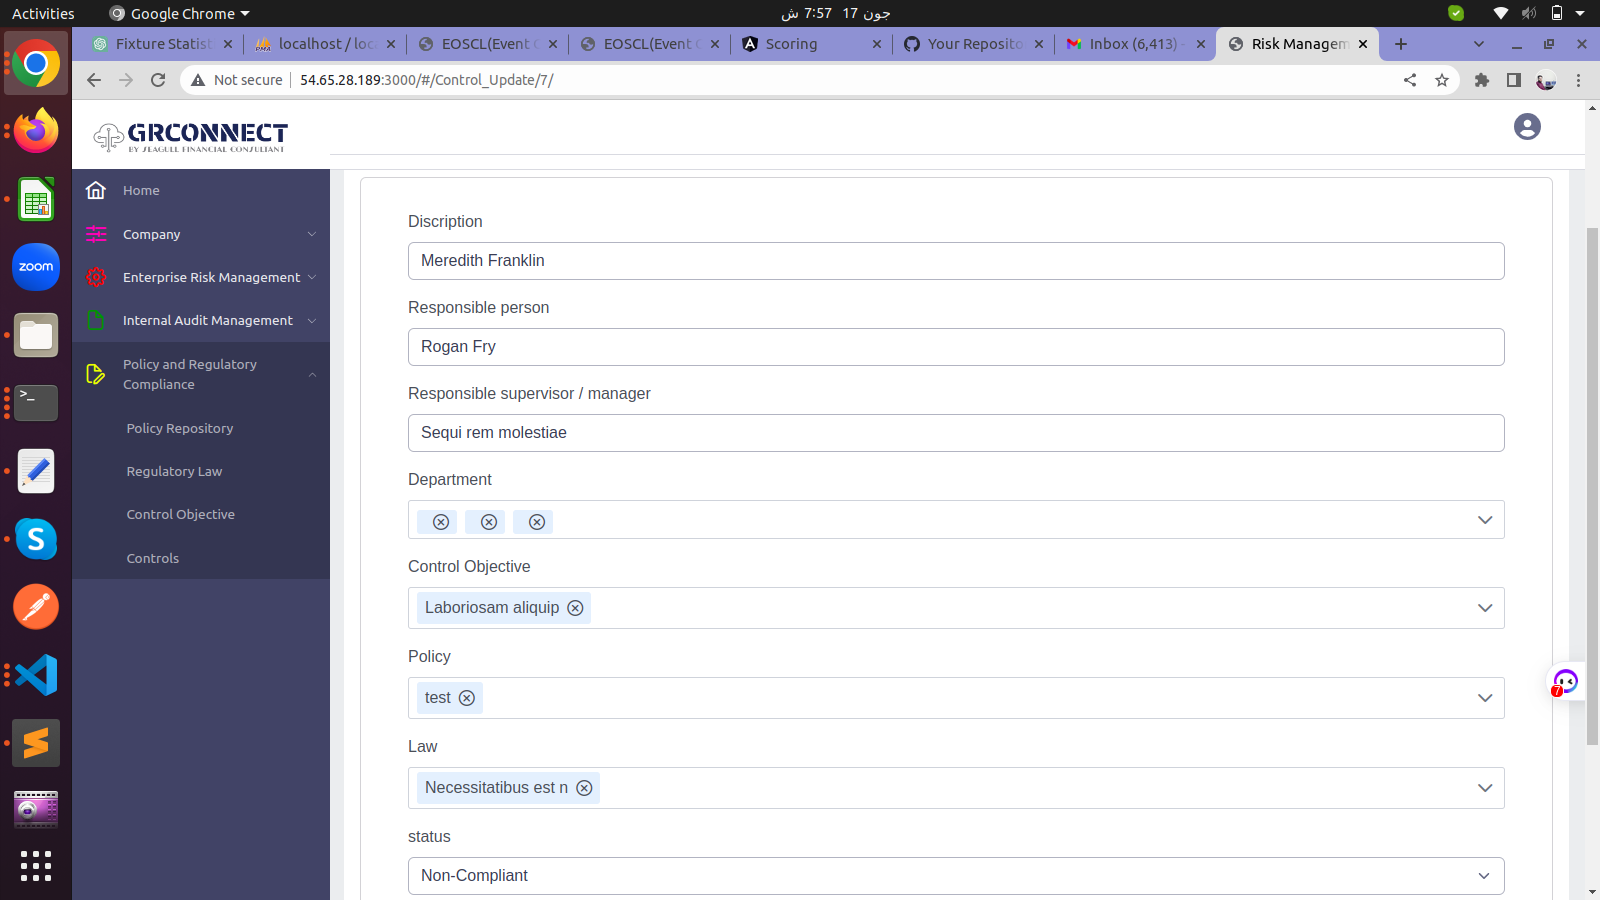 Activities
Google Chrome
جون 17 7:57 ش
Fixture Statist
localhost / loc
EOSCL(Event
EOSCL(Event
Scoring
Your Reposito
Inbox (6,413) -
Risk Managem
Not secure
54.65.28.189:3000/#/Control_Update/7/
GRCONNECT
BY SEAGULL FINANCIAL CONSULTANT
Home
Company
Enterprise Risk Management
Internal Audit Management
Policy and Regulatory
Compliance
Policy Repository
Regulatory Law
Control Objective
Controls
Discription
Meredith Franklin
Responsible person
Rogan Fry
Responsible supervisor / manager
Sequi rem molestiae
Department
Control Objective
Laboriosam aliquip
Policy
test
Law
Necessitatibus est n
status
Non-Compliant
zoom
7